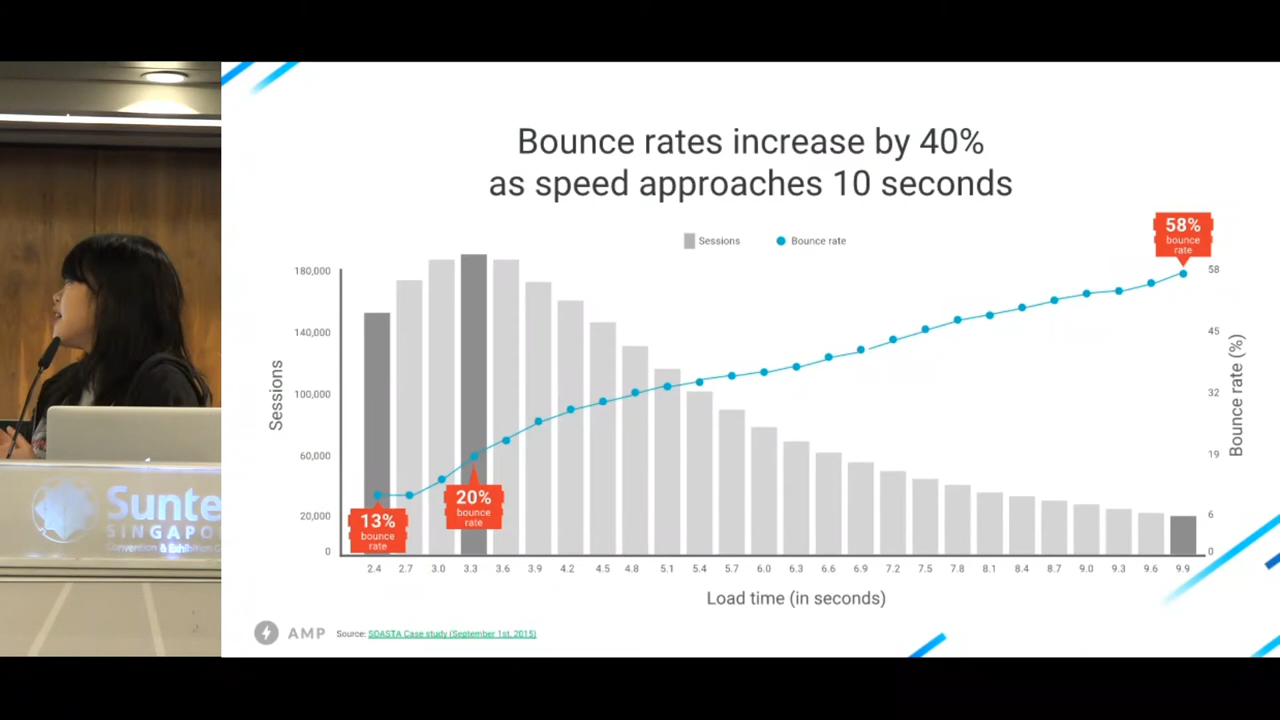 Bounce rates increase by 40%
as speed approaches 10 seconds
Sessions
Bounce rate
58%
bounce
rate
180,000
140,000
100,000
60,000
20,000
0
Sessions
58
45
32
19
6
0
Bounce rate (%)
13%
bounce
rate
20%
bounce
rate
2.4 2.7 3.0 3.3 3.6 3.9 4.2 4.5 4.8 5.1 5.4 5.7 6.0 6.3 6.6 6.9 7.2 7.5 7.8 8.1 8.4 8.7 9.0 9.3 9.6 9.9
Load time (in seconds)
AMP
Source: SOASTA Case study (September 1st, 2015)
Sunte
SINGAPO
Convention & Exhibition